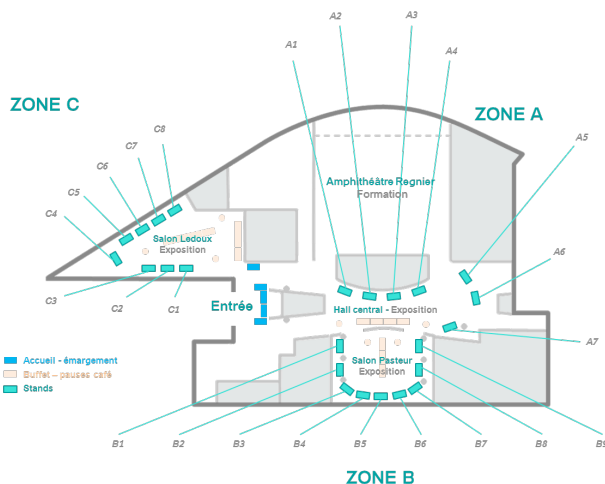 A1
A2
A3
A4
ZONE C
ZONE A
C8
C7
C6
C5
C4
A5
Amphithéâtre Regnier
Formation
Salon Ledoux
Exposition
A6
C3
C2
C1
Entrée
Hall central - Exposition
A7
Accueil - émargement
Buffet – pauses café
Stands
Salon Pasteur
Exposition
B1
B2
B3
B4
B5
B6
B7
B8
B9
ZONE B